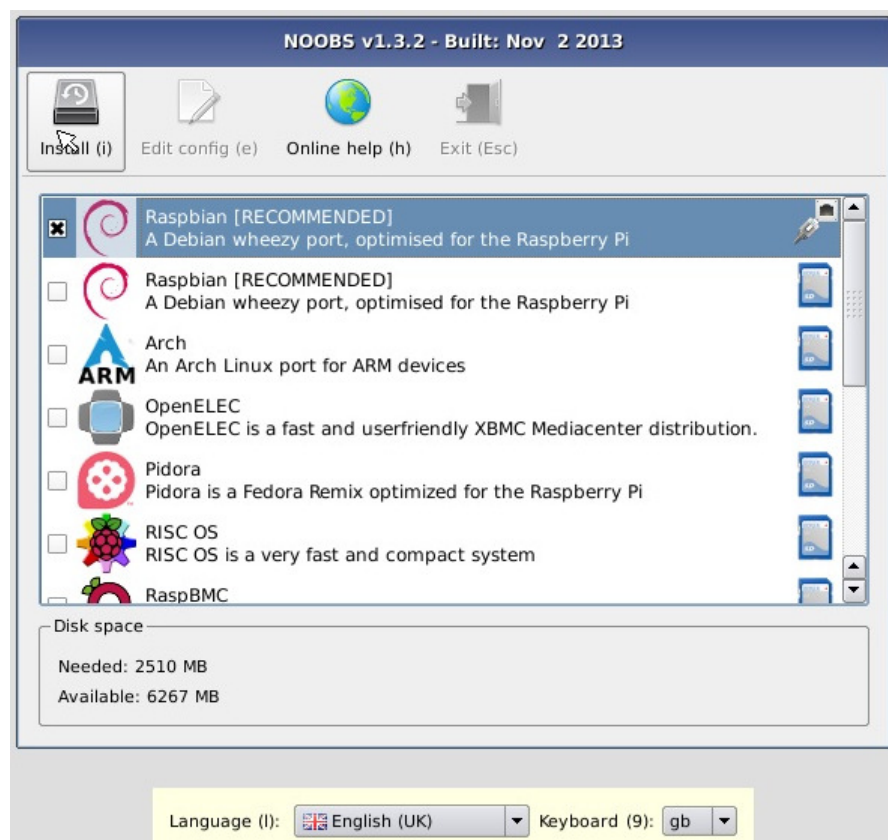 NOOBS v1.3.2 - Built: Nov 2 2013
Install (i)
Edit config (e)
Online help (h)
Exit (Esc)
Raspbian [RECOMMENDED]
A Debian wheezy port, optimised for the Raspberry Pi
Raspbian [RECOMMENDED]
A Debian wheezy port, optimised for the Raspberry Pi
Arch
ARM
An Arch Linux port for ARM devices
OpenELEC
OpenELEC is a fast and userfriendly XBMC Mediacenter distribution.
Pidora
Pidora is a Fedora Remix optimized for the Raspberry Pi
RISC OS
RISC OS is a very fast and compact system
RaspBMC
Disk space
Needed: 2510 MB
Available: 6267 MB
Language (l): English (UK) Keyboard (9): gb